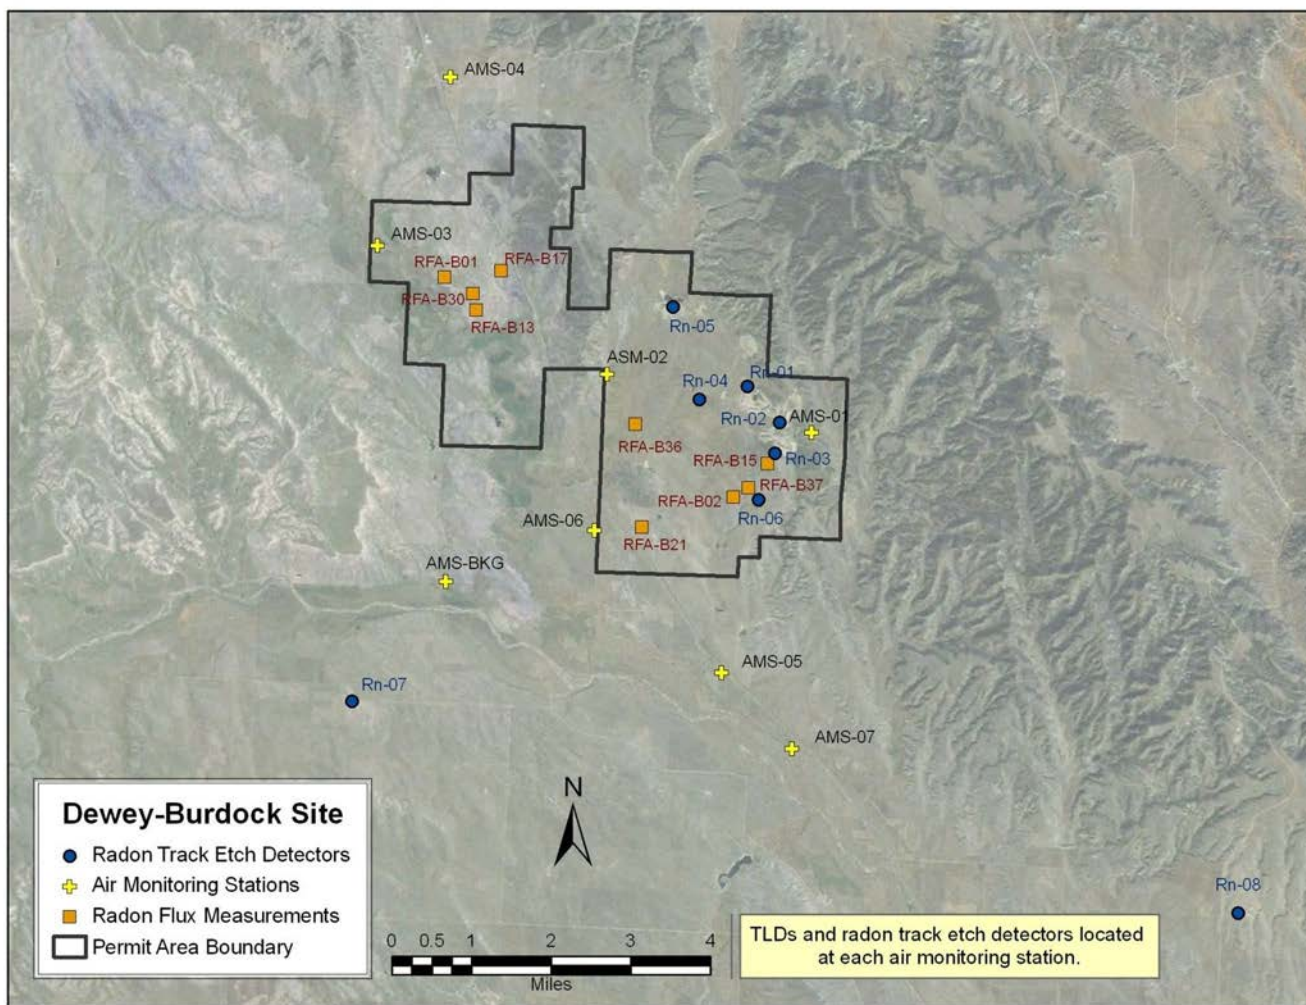 AMS-04
AMS-03
RFA-B17
RFA-B01
RFA-B30
RFA-B13
Rn-05
ASM-02
Rn-04
Rn-01
Rn-02
AMS-01
RFA-B36
RFA-B15
Rn-03
RFA-B37
RFA-B02
Rn-06
AMS-06
RFA-B21
AMS-BKG
AMS-05
Rn-07
AMS-07
N
Dewey-Burdock Site
Radon Track Etch Detectors
Air Monitoring Stations
Radon Flux Measurements
Permit Area Boundary
0 0.5 1 2 3 4
Miles
TLDs and radon track etch detectors located
at each air monitoring station.
Rn-08